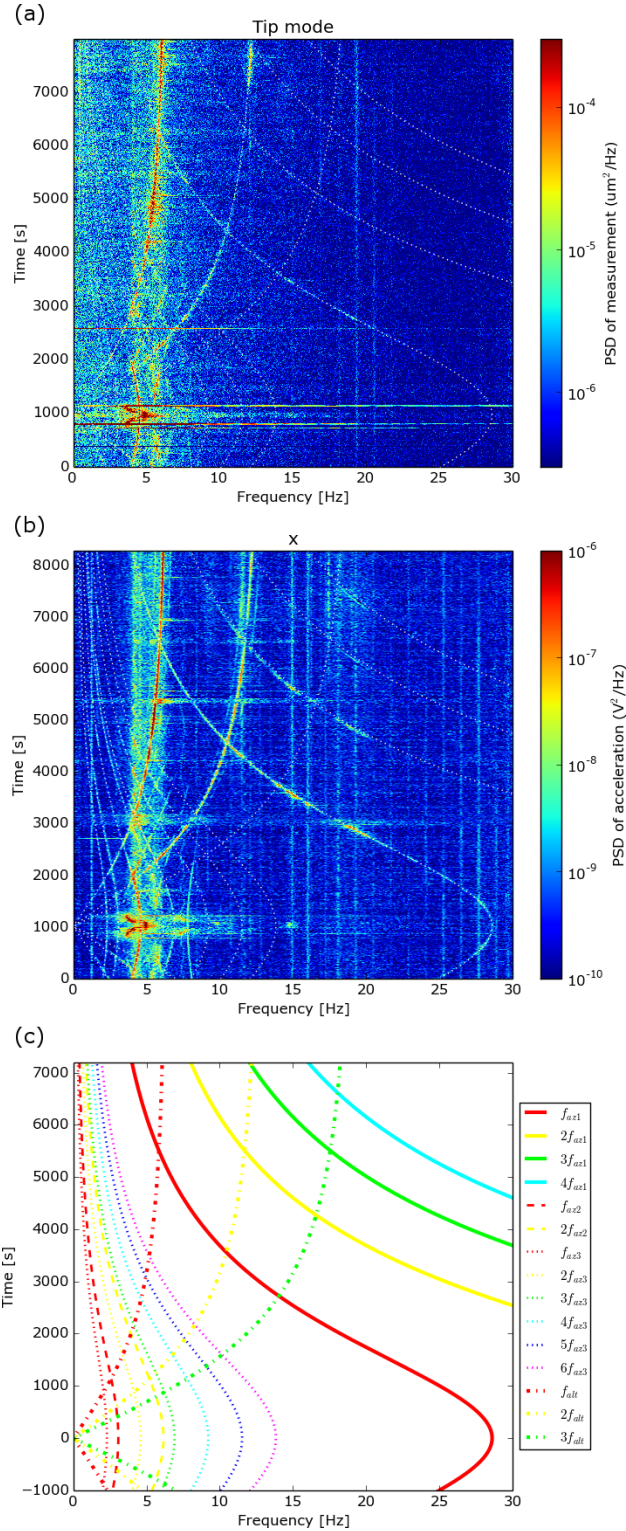 (a)
Tip mode
7000
6000
5000
4000
3000
2000
1000
0
Time [s]
0 5 10 15 20 25 30
Frequency [Hz]
10⁻⁴
10⁻⁵
10⁻⁶
PSD of measurement (um²/Hz)
(b)
x
8000
7000
6000
5000
4000
3000
2000
1000
0
Time [s]
0 5 10 15 20 25 30
Frequency [Hz]
10⁻⁶
10⁻⁷
10⁻⁸
10⁻⁹
10⁻¹⁰
PSD of acceleration (V²/Hz)
(c)
7000
6000
5000
4000
3000
2000
1000
0
−1000
Time [s]
0 5 10 15 20 25 30
Frequency [Hz]
f_az1
2f_az1
3f_az1
4f_az1
f_az2
2f_az2
f_az3
2f_az3
3f_az3
4f_az3
5f_az3
6f_az3
f_alt
2f_alt
3f_alt